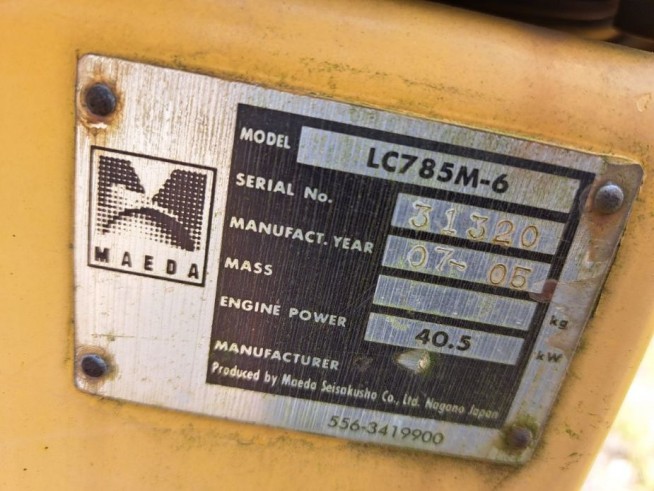 MAEDA
MODEL LC785M-6
SERIAL No. 31320
MANUFACT. YEAR 07-05
MASS kg
ENGINE POWER 40.5 kW
MANUFACTURER
Produced by Maeda Seisakusho Co., Ltd. Nagano Japan
556-3419900